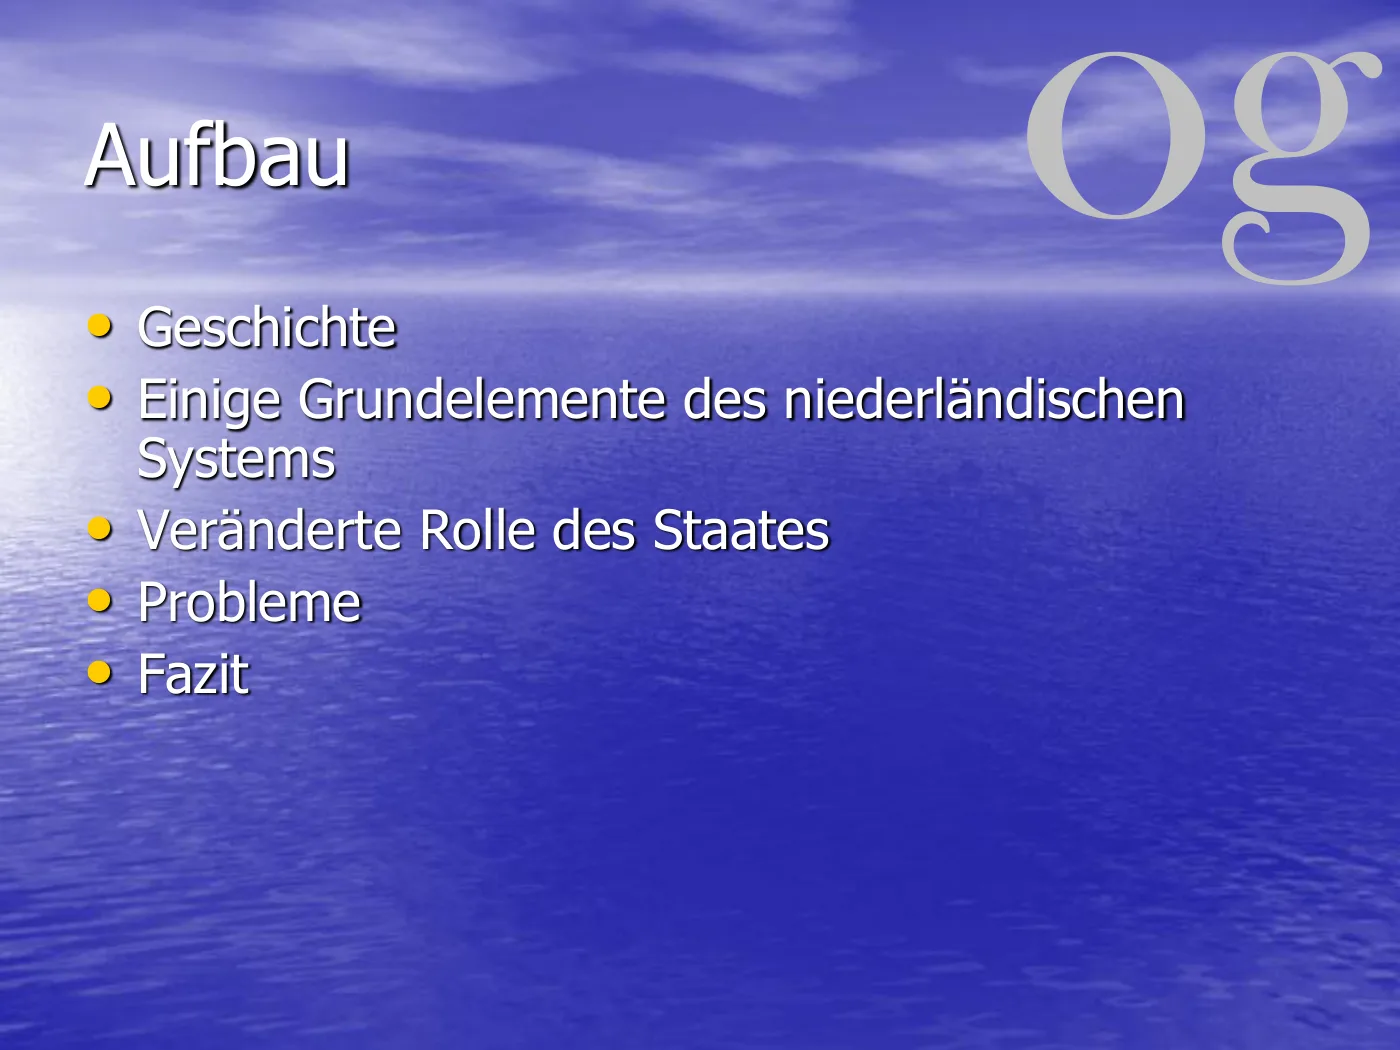 og
Aufbau
• Geschichte
• Einige Grundelemente des niederländischen
Systems
• Veränderte Rolle des Staates
• Probleme
• Fazit